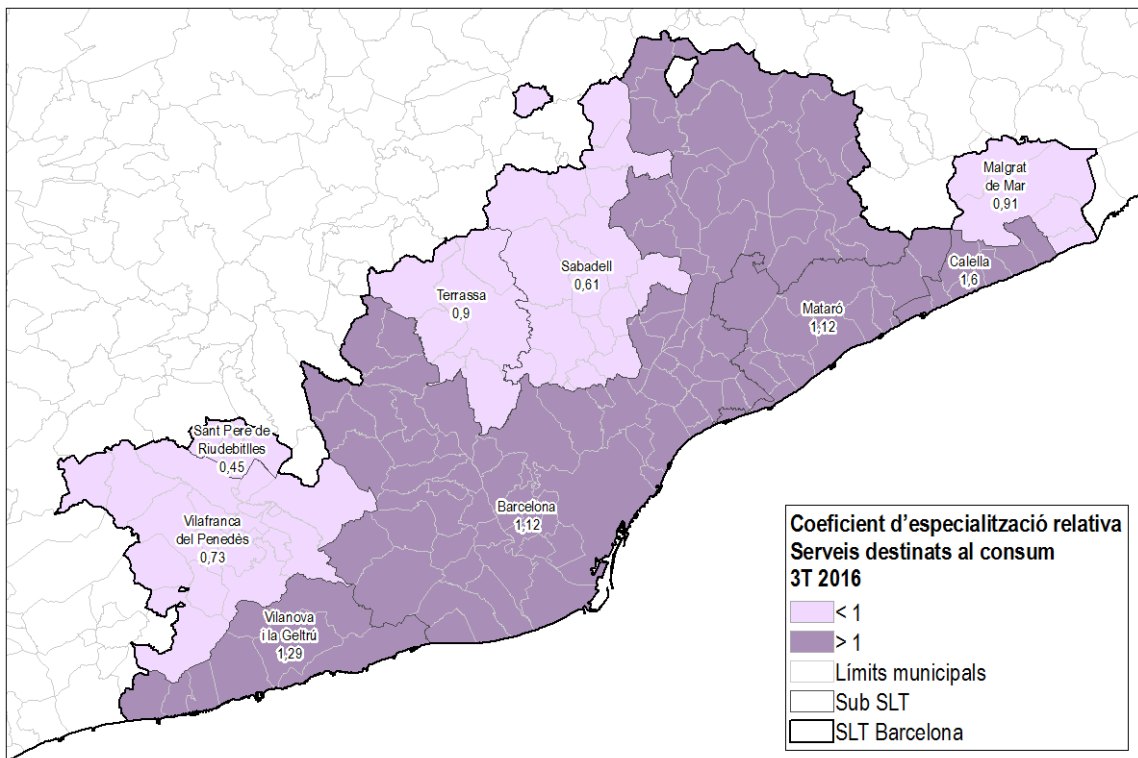 Malgrat
de Mar
0,91
Sabadell
0,61
Calella
1,6
Terrassa
0,9
Mataró
1,12
Sant Pere de
Riudebitlles
0,45
Barcelona
1,12
Vilafranca
del Penedès
0,73
Vilanova
i la Geltrú
1,29
Coeficient d'especialització relativa
Serveis destinats al consum
3T 2016
< 1
> 1
Límits municipals
Sub SLT
SLT Barcelona